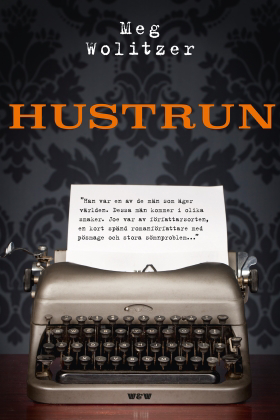 Meg
Wolitzer
HUSTRUN
"Han var en av de män som äger
världen. Dessa män kommer i olika
smaker. Joe var av författarsorten,
en kort spänd romanförfattare med
pösmage och stora sömnproblem..."
W&W